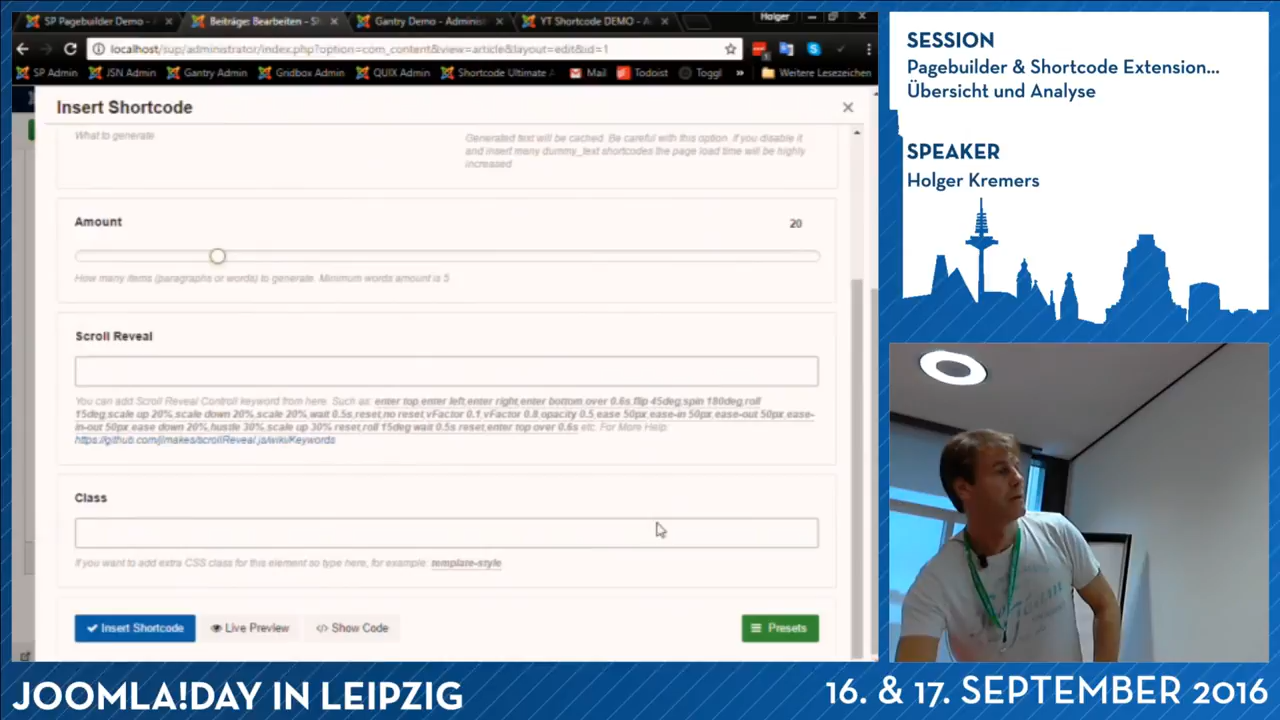 SP Pagebuilder Demo -
Beiträge: Bearbeiten - S
Gantry Demo - Administ
YT Shortcode DEMO - A
Holger
localhost/sup/administrator/index.php?option=com_content&view=article&layout=edit&id=1
SP Admin
JSN Admin
Gantry Admin
Gridbox Admin
QUIX Admin
Shortcode Ultimate
Mail
Todoist
Toggl
»
Weitere Lesezeichen
Insert Shortcode
What to generate
Generated text will be cached. Be careful with this option. If you disable it
and insert many dummy_text shortcodes the page load time will be highly
increased
Amount
20
How many items (paragraphs or words) to generate. Minimum words amount is 5
Scroll Reveal
You can add Scroll Reveal Controll keyword from here. Such as: enter top,enter left,enter right,enter bottom,over 0.6s,flip 45deg,spin 180deg,roll
15deg,scale up 20%,scale down 20%,scale 20%,wait 0.5s,reset,no reset,vFactor 0.1,vFactor 0.8,opacity 0.5,ease 50px,ease-in 50px,ease-out 50px,ease-
in-out 50px,ease down 20%,hustle 30%,scale up 30% reset,roll 15deg wait 0.5s reset,enter top over 0.6s etc. For More Help:
https://github.com/jlmakes/scrollReveal.js/wiki/Keywords
Class
If you want to add extra CSS class for this element so type here, for example: template-style
Insert Shortcode
Live Preview
</> Show Code
Presets
SESSION
Pagebuilder & Shortcode Extension...
Übersicht und Analyse
SPEAKER
Holger Kremers
JOOMLA!DAY IN LEIPZIG
16. & 17. SEPTEMBER 2016